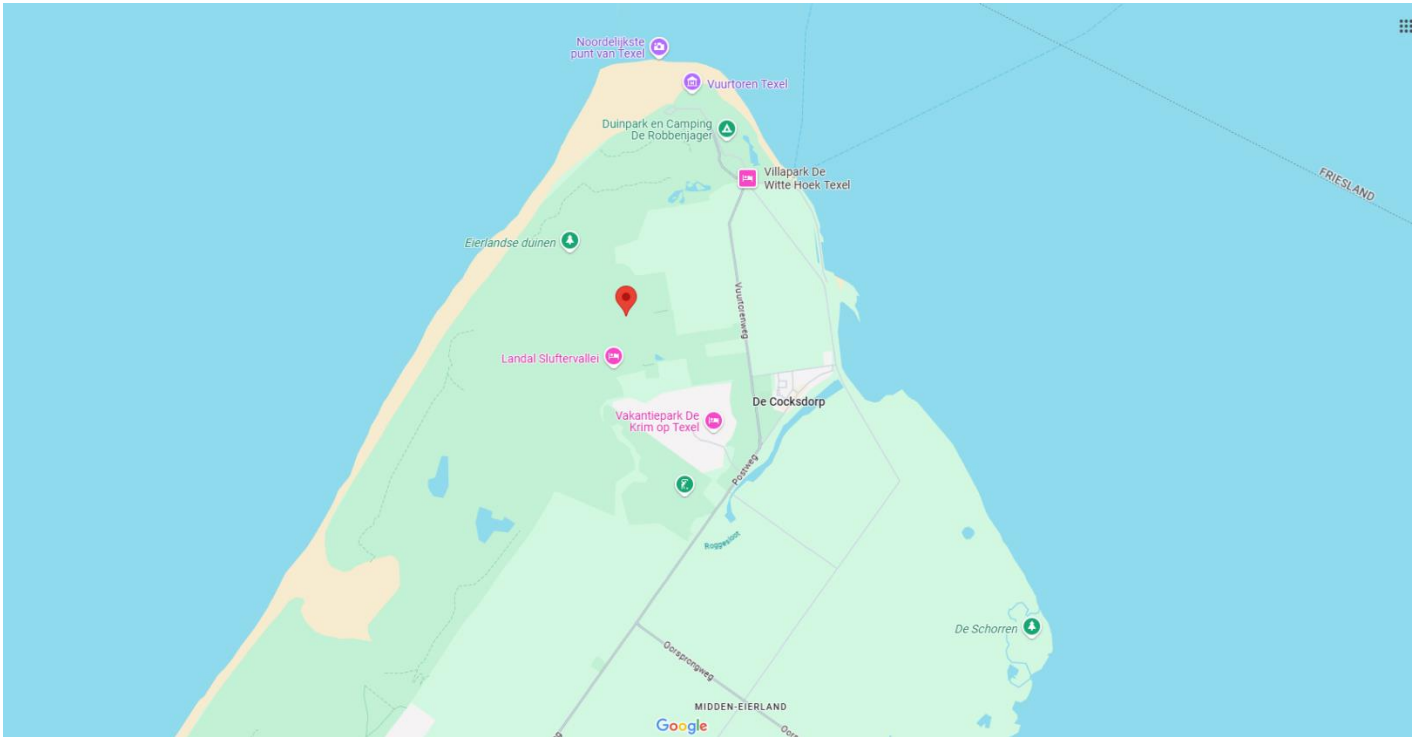 Noordelijkste
punt van Texel
Vuurtoren Texel
Duinpark en Camping
De Robbenjager
Villapark De
Witte Hoek Texel
FRIESLAND
Eierlandse duinen
Vuurtorenweg
Landal Sluftervallei
De Cocksdorp
Vakantiepark De
Krim op Texel
Postweg
Roggesloot
De Schorren
Oorsprongweg
MIDDEN-EIERLAND
Google